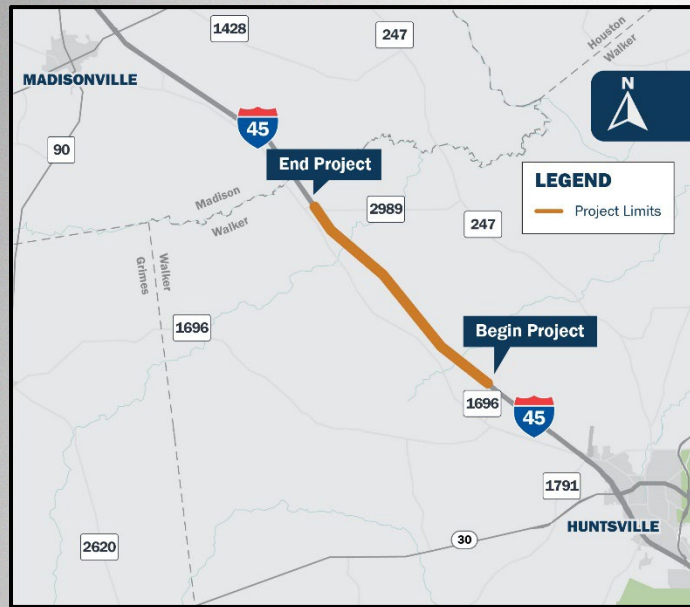 1428
247
Houston
Walker
MADISONVILLE
N
45
90
End Project
LEGEND
Project Limits
Madison
Walker
2989
247
Grimes
Walker
1696
Begin Project
1696
45
1791
HUNTSVILLE
30
2620